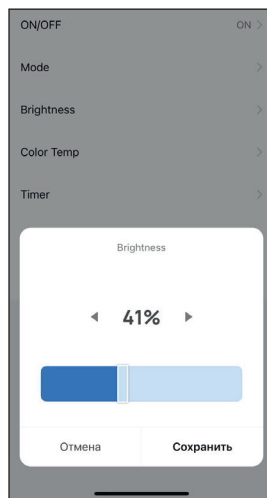 ON/OFF ON >
Mode >
Brightness >
Color Temp >
Timer >
Brightness
◀ 41% ▶
Отмена Сохранить